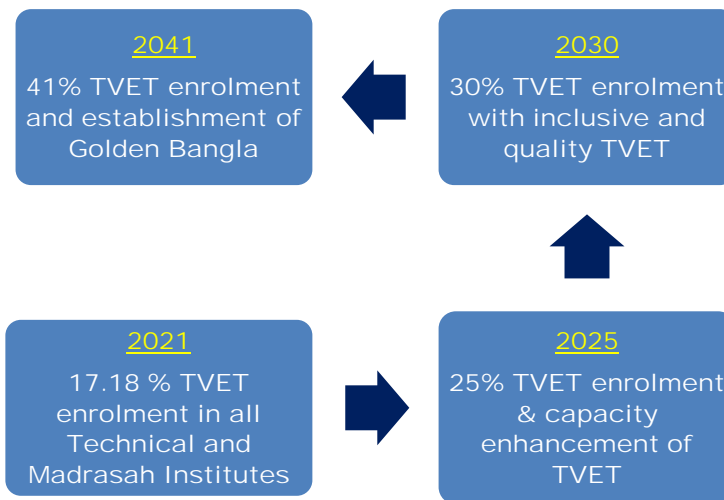 2041
41% TVET enrolment
and establishment of
Golden Bangla
2030
30% TVET enrolment
with inclusive and
quality TVET
2021
17.18 % TVET
enrolment in all
Technical and
Madrasah Institutes
2025
25% TVET enrolment
& capacity
enhancement of
TVET